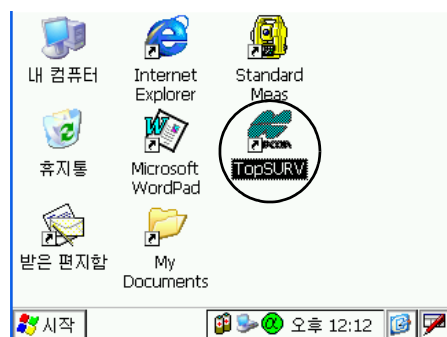 내 컴퓨터
Internet
Explorer
Standard
Meas
휴지통
Microsoft
WordPad
TOPCON
TopSURV
받은 편지함
My
Documents
시작
오후 12:12